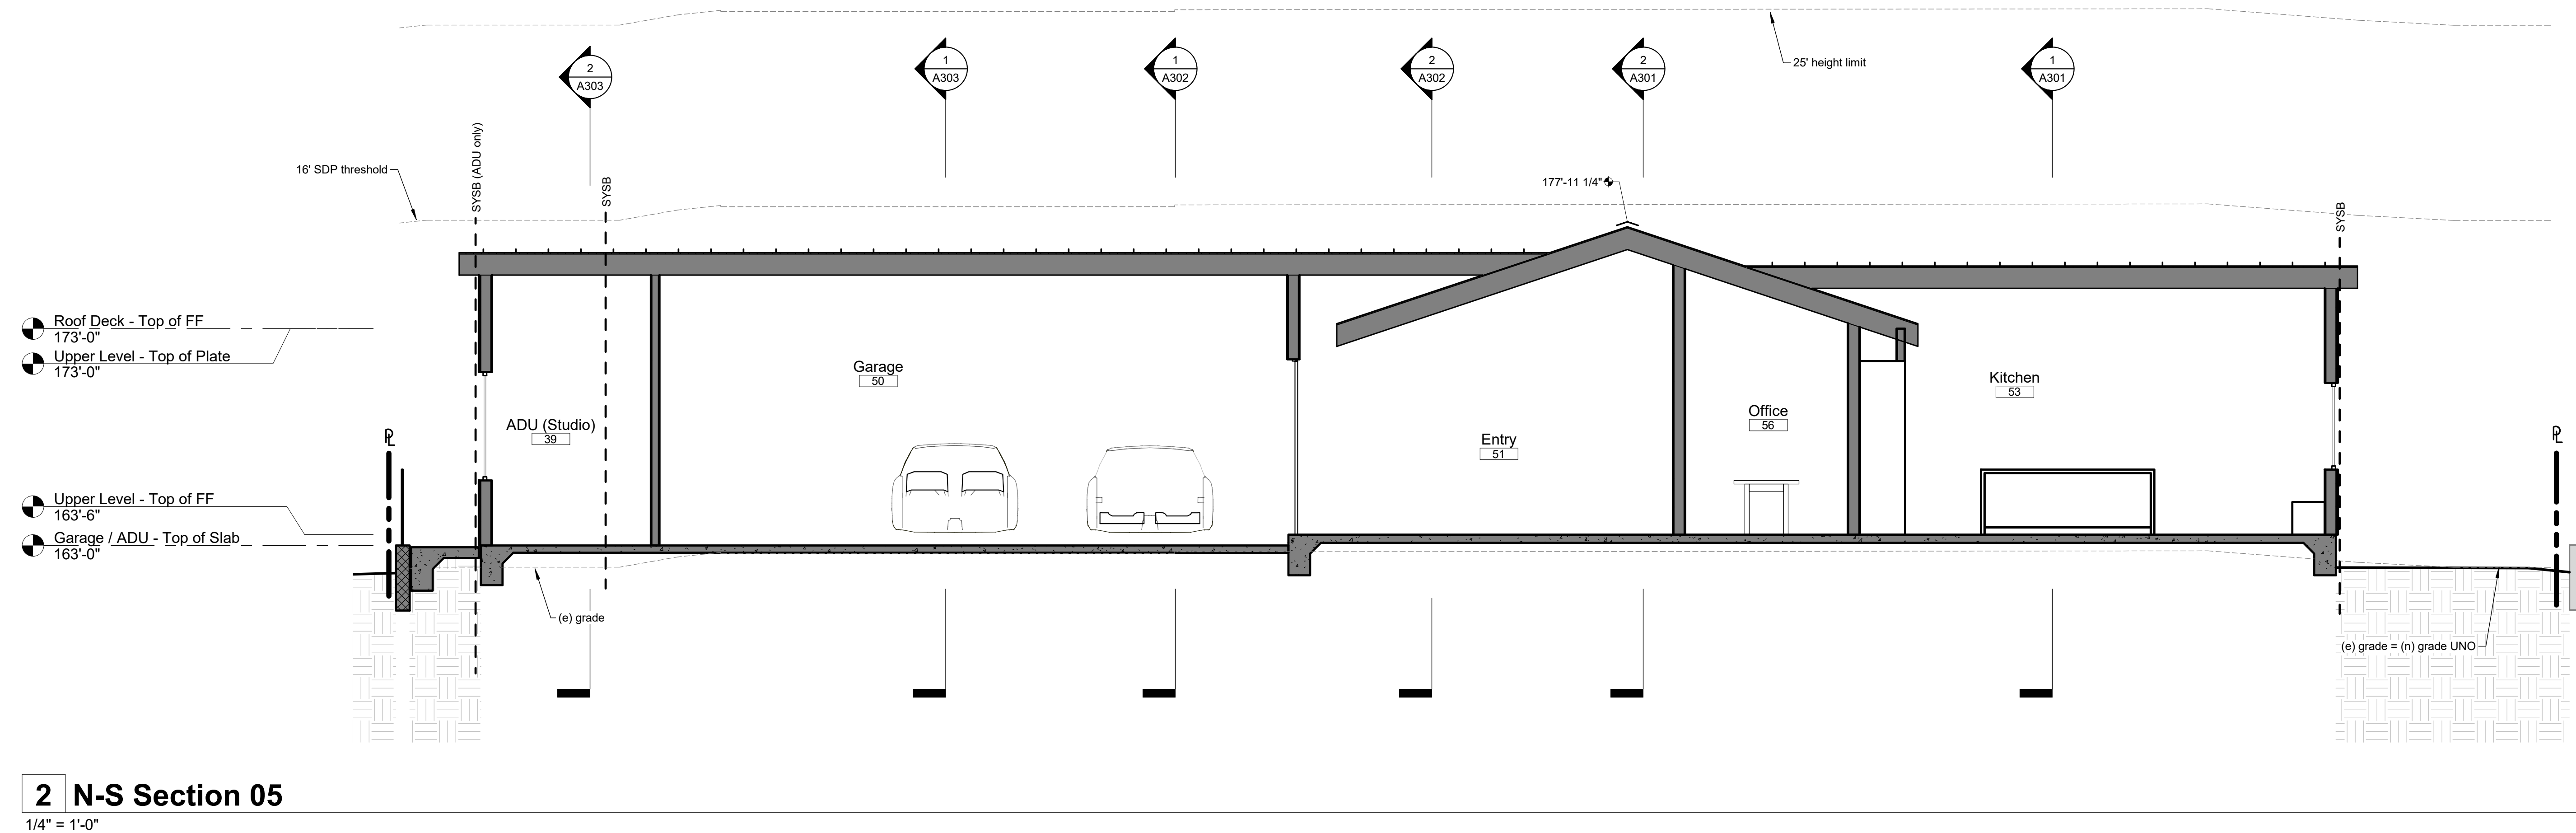 25' height limit
2
A303
1
A303
1
A302
2
A302
2
A301
1
A301
16' SDP threshold
SYSB (ADU only)
SYSB
177'-11 1/4"
SYSB
Roof Deck - Top of FF
173'-0"
Upper Level - Top of Plate
173'-0"
Garage
50
Kitchen
53
ADU (Studio)
39
Office
56
Entry
51
PL
PL
Upper Level - Top of FF
163'-6"
Garage / ADU - Top of Slab
163'-0"
(e) grade
(e) grade = (n) grade UNO
2 N-S Section 05
1/4" = 1'-0"